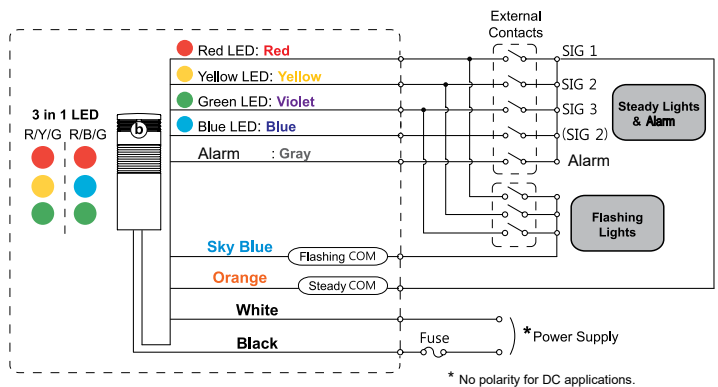 External
Contacts
Red LED: Red
SIG 1
Yellow LED: Yellow
SIG 2
3 in 1 LED
Green LED: Violet
SIG 3
Steady Lights
& Alarm
R/Y/G
R/B/G
b
Blue LED: Blue
(SIG 2)
Alarm : Gray
Alarm
Flashing
Lights
Sky Blue
Flashing COM
Orange
Steady COM
White
Black
Fuse
* Power Supply
* No polarity for DC applications.